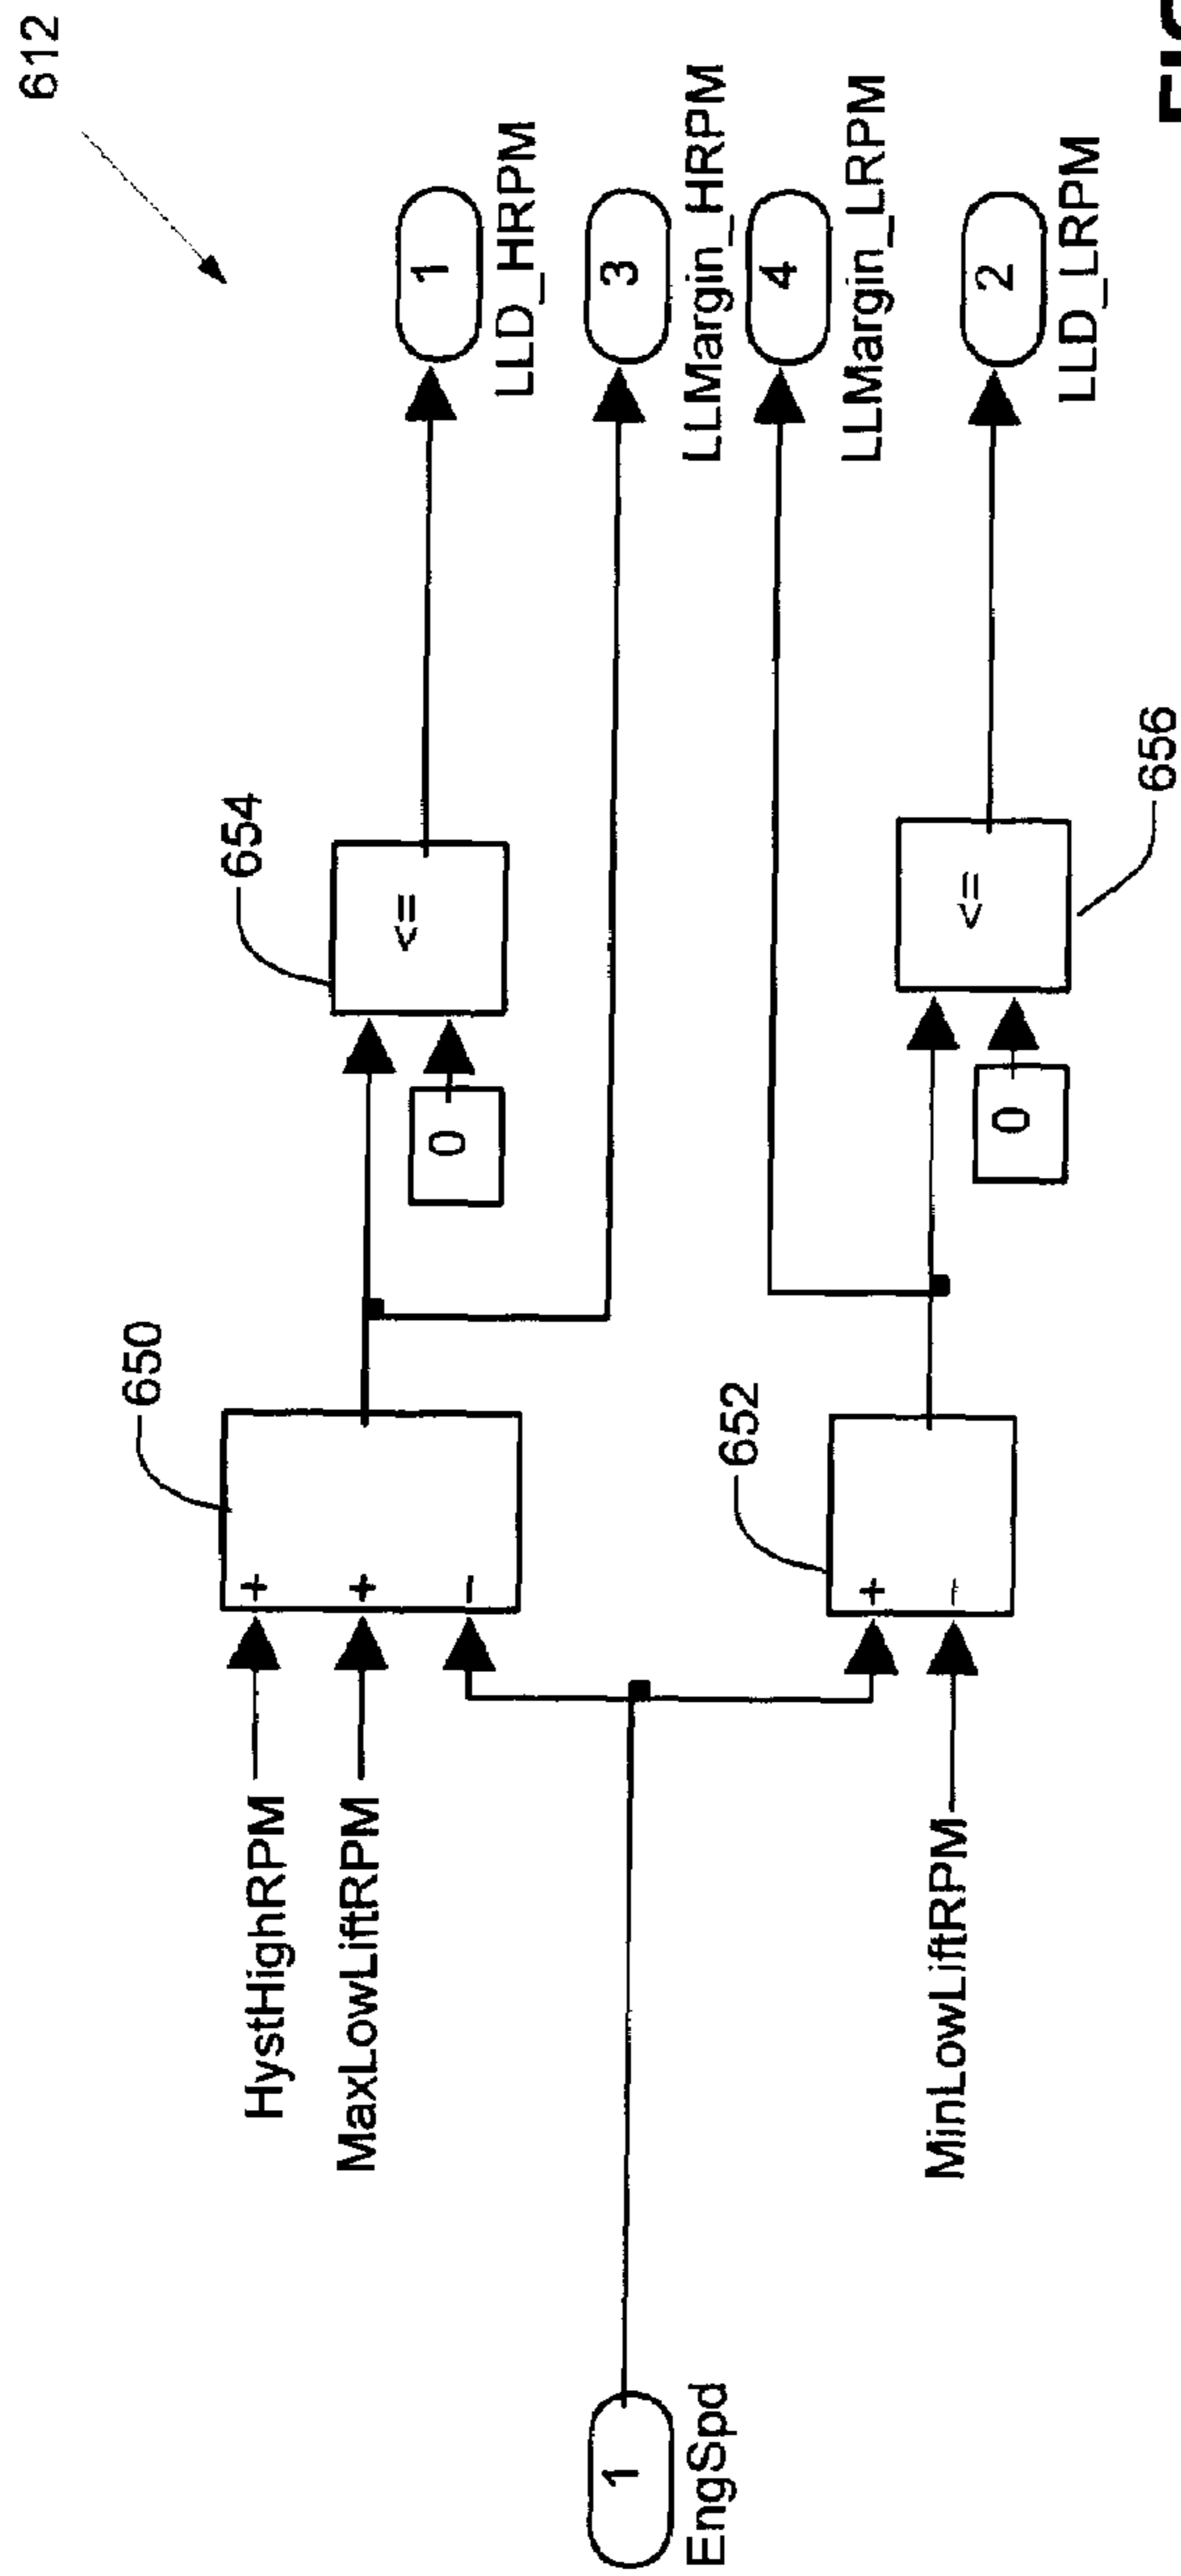 612
650
654
HystHighRPM
+
MaxLowLiftRPM
+
-
<=
0
1
LLD_HRPM
3
LLMargin_HRPM
1
EngSpd
4
LLMargin_LRPM
652
+
MinLowLiftRPM
-
<=
0
2
LLD_LRPM
656